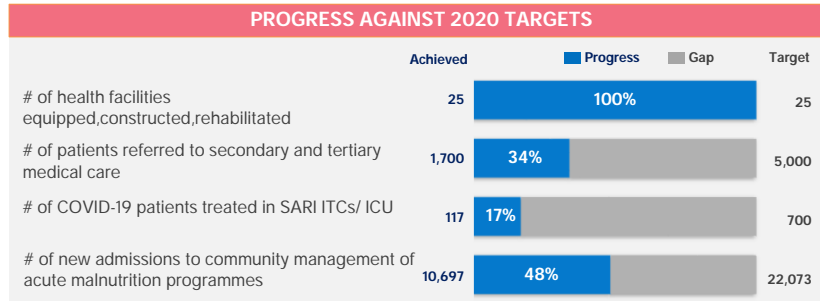 PROGRESS AGAINST 2020 TARGETS
Achieved Progress Gap Target
# of health facilities
equipped,constructed,rehabilitated
25 100% 25
# of patients referred to secondary and tertiary
medical care
1,700 34% 5,000
# of COVID-19 patients treated in SARI ITCs/ ICU
117 17% 700
# of new admissions to community management of
acute malnutrition programmes
10,697 48% 22,073